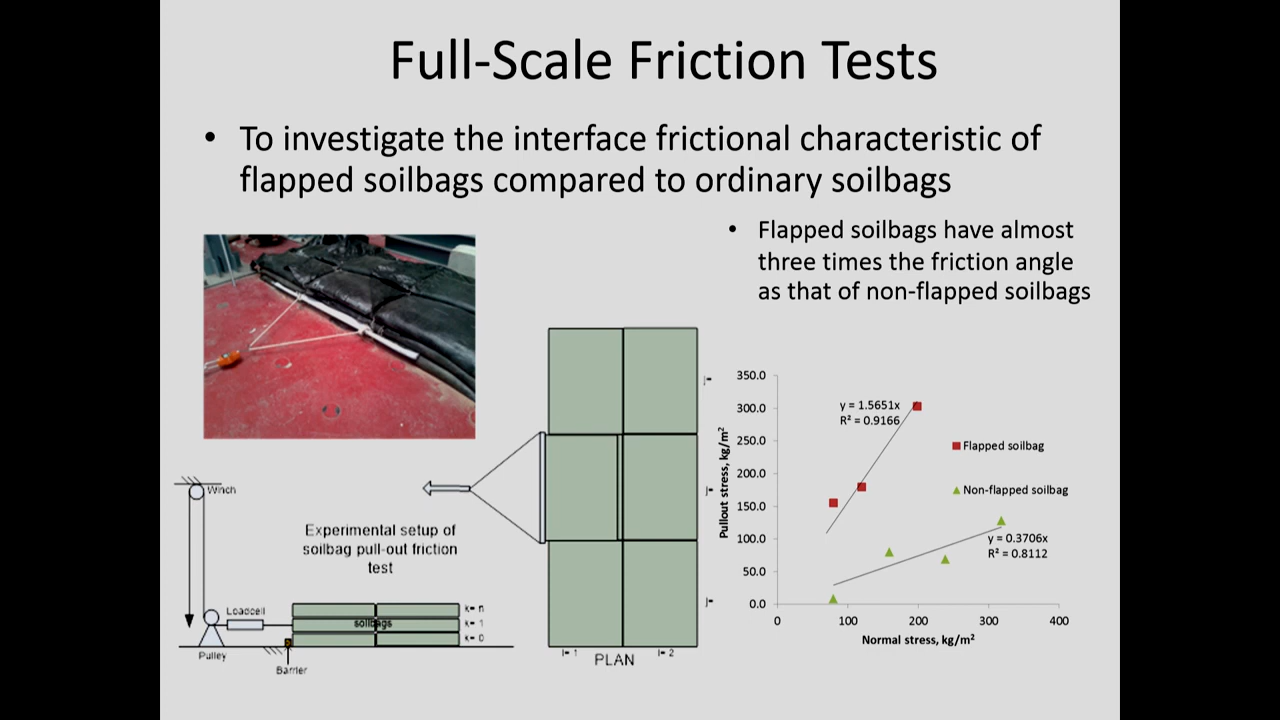 Full-Scale Friction Tests
• To investigate the interface frictional characteristic of
flapped soilbags compared to ordinary soilbags
• Flapped soilbags have almost
three times the friction angle
as that of non-flapped soilbags
Winch
Experimental setup of
soilbag pull-out friction
test
Loadcell
soilbags
k= n
k= 1
k= 0
Pulley
Barrier
i= 1
i= 2
PLAN
j=
j=
j=
Pullout stress, kg/m²
350.0
300.0
250.0
200.0
150.0
100.0
50.0
0.0
y = 1.5651x
R² = 0.9166
Flapped soilbag
Non-flapped soilbag
y = 0.3706x
R² = 0.8112
0 100 200 300 400
Normal stress, kg/m²